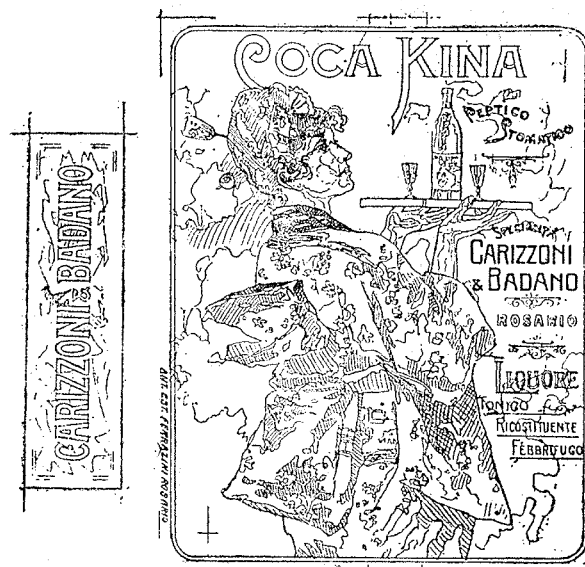 COCA KINA
PEPTICO
STOMATICO
SPECIALITÀ
CARIZZONI
& BADANO
ROSARIO
LIQUORE
TONICO
RICOSTITUENTE
FEBBRIFUGO
CARIZZONI & BADANO